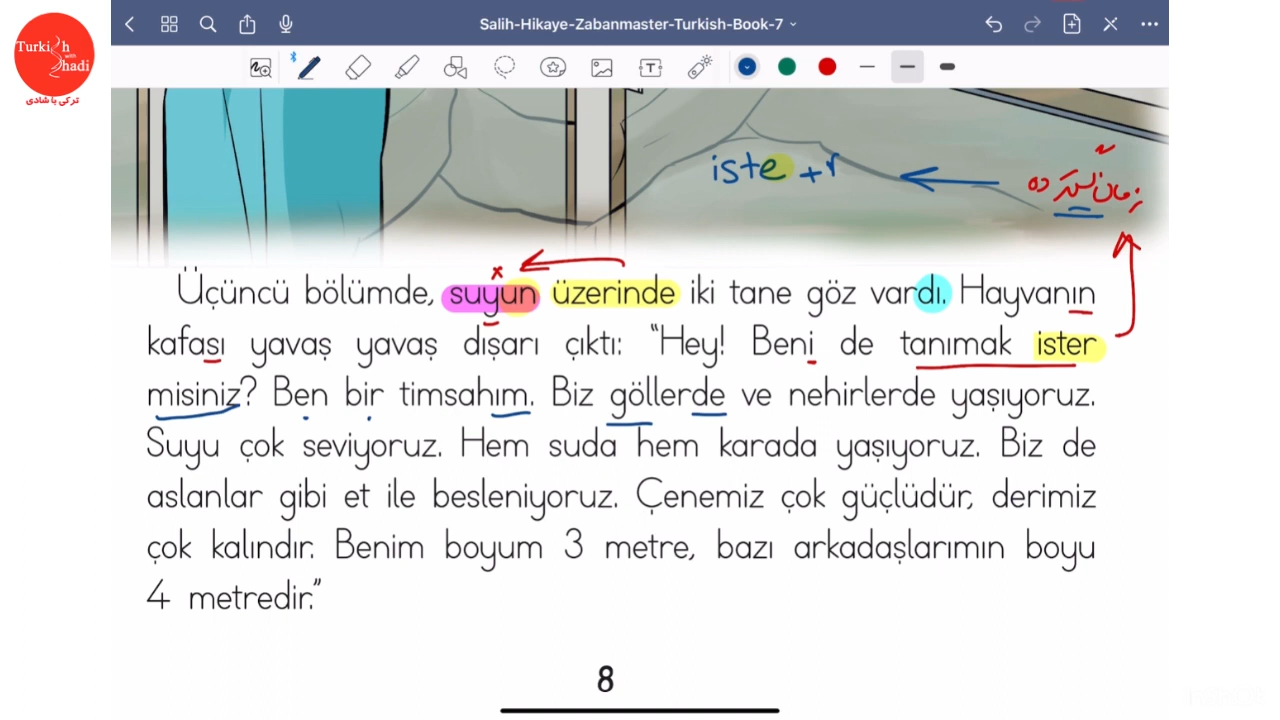 Turkish
with
Shadi
ترکی با شادی
Salih-Hikaye-Zabanmaster-Turkish-Book-7
iste +r
زمان گسترده
Üçüncü bölümde, suyun üzerinde iki tane göz vardı. Hayvanın
kafası yavaş yavaş dışarı çıktı: “Hey! Beni de tanımak ister
misiniz? Ben bir timsahım. Biz göllerde ve nehirlerde yaşıyoruz.
Suyu çok seviyoruz. Hem suda hem karada yaşıyoruz. Biz de
aslanlar gibi et ile besleniyoruz. Çenemiz çok güçlüdür, derimiz
çok kalındır. Benim boyum 3 metre, bazı arkadaşlarımın boyu
4 metredir.”
8